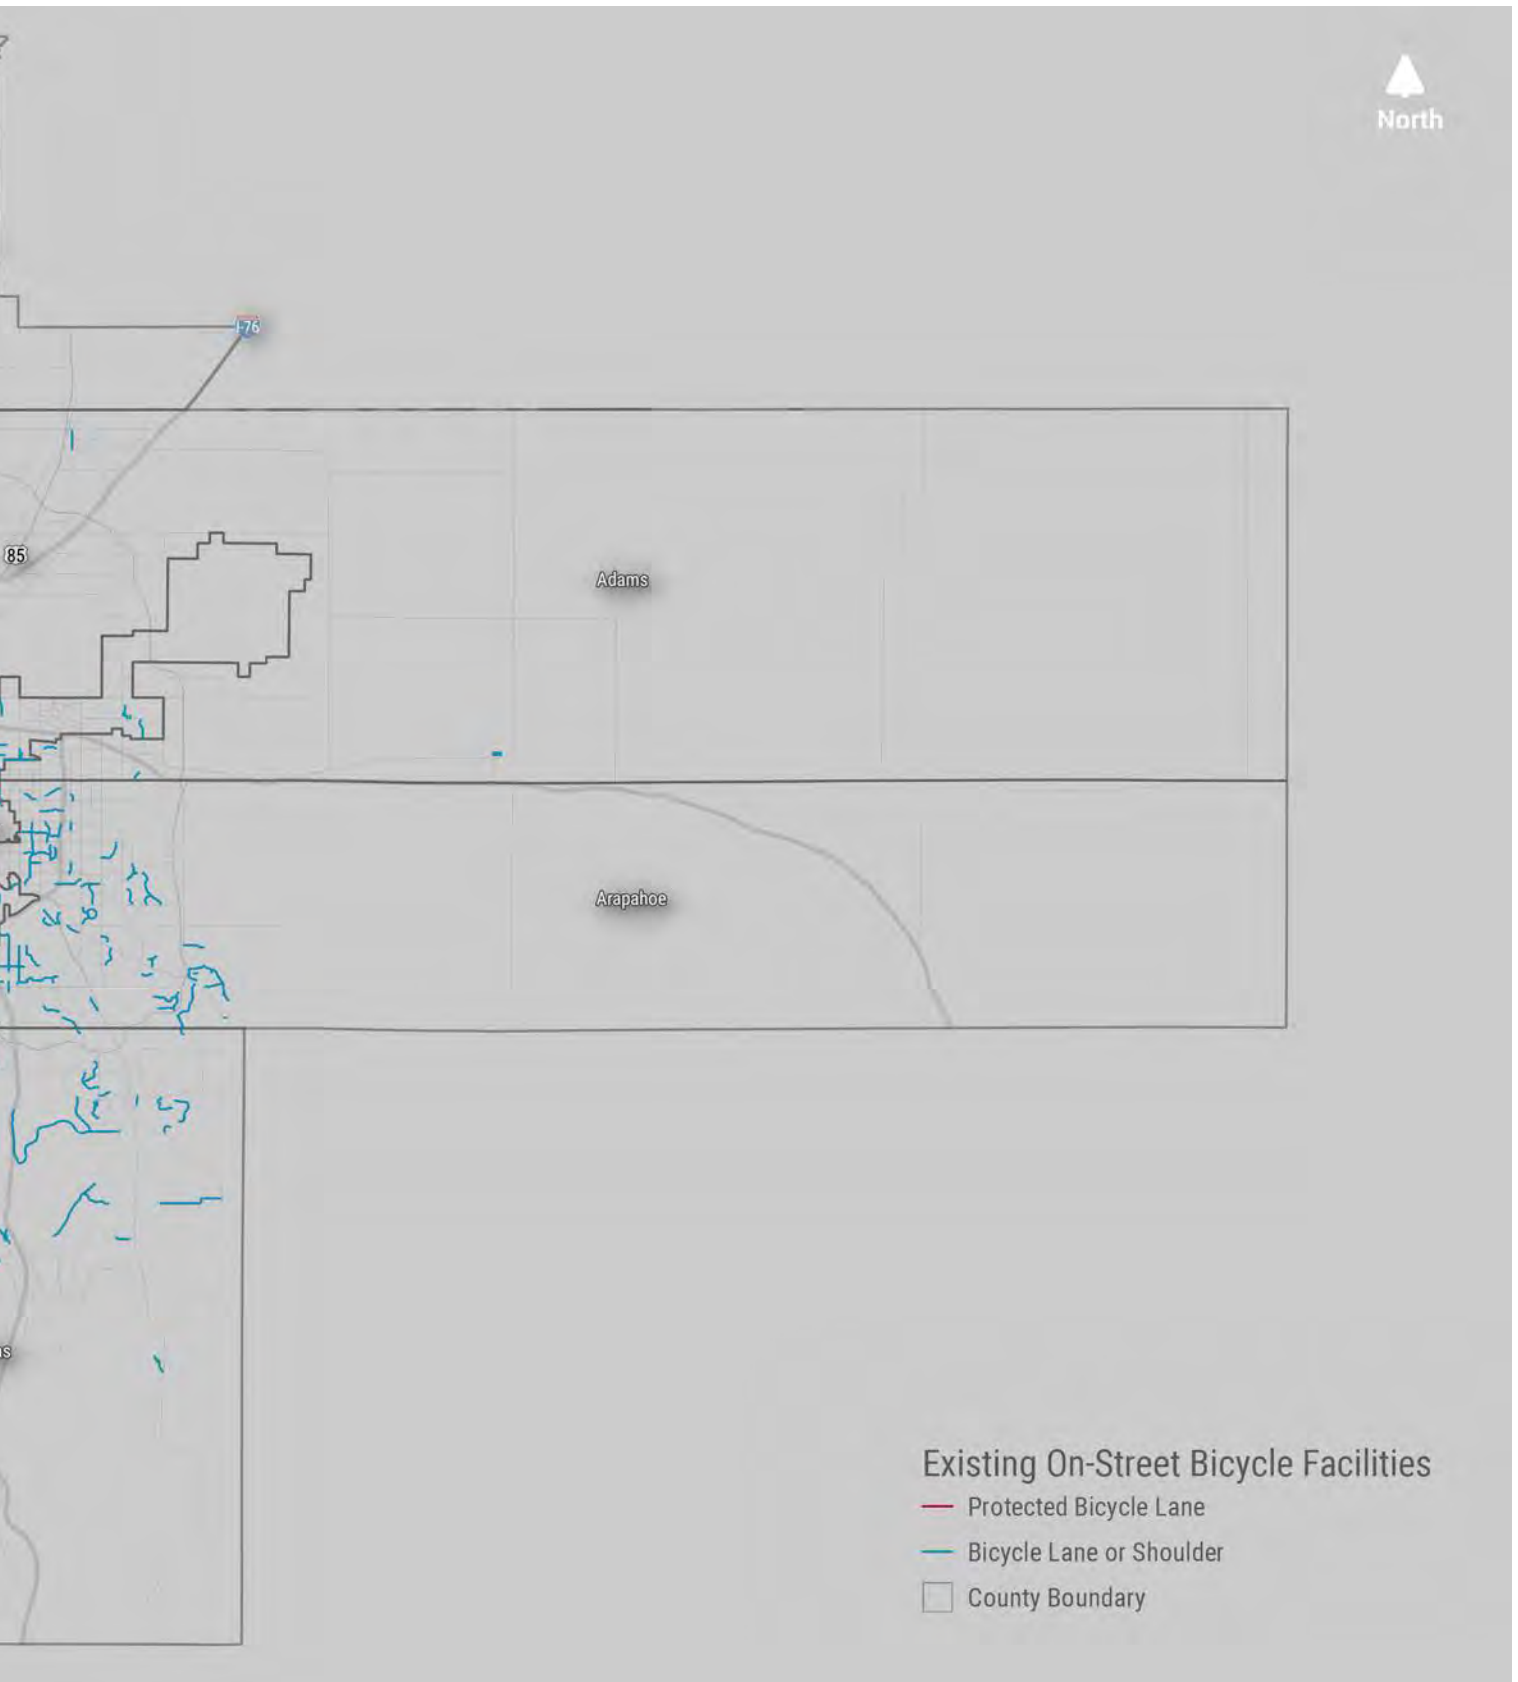 North
I-76
85
Adams
Arapahoe
as
Existing On-Street Bicycle Facilities
Protected Bicycle Lane
Bicycle Lane or Shoulder
County Boundary